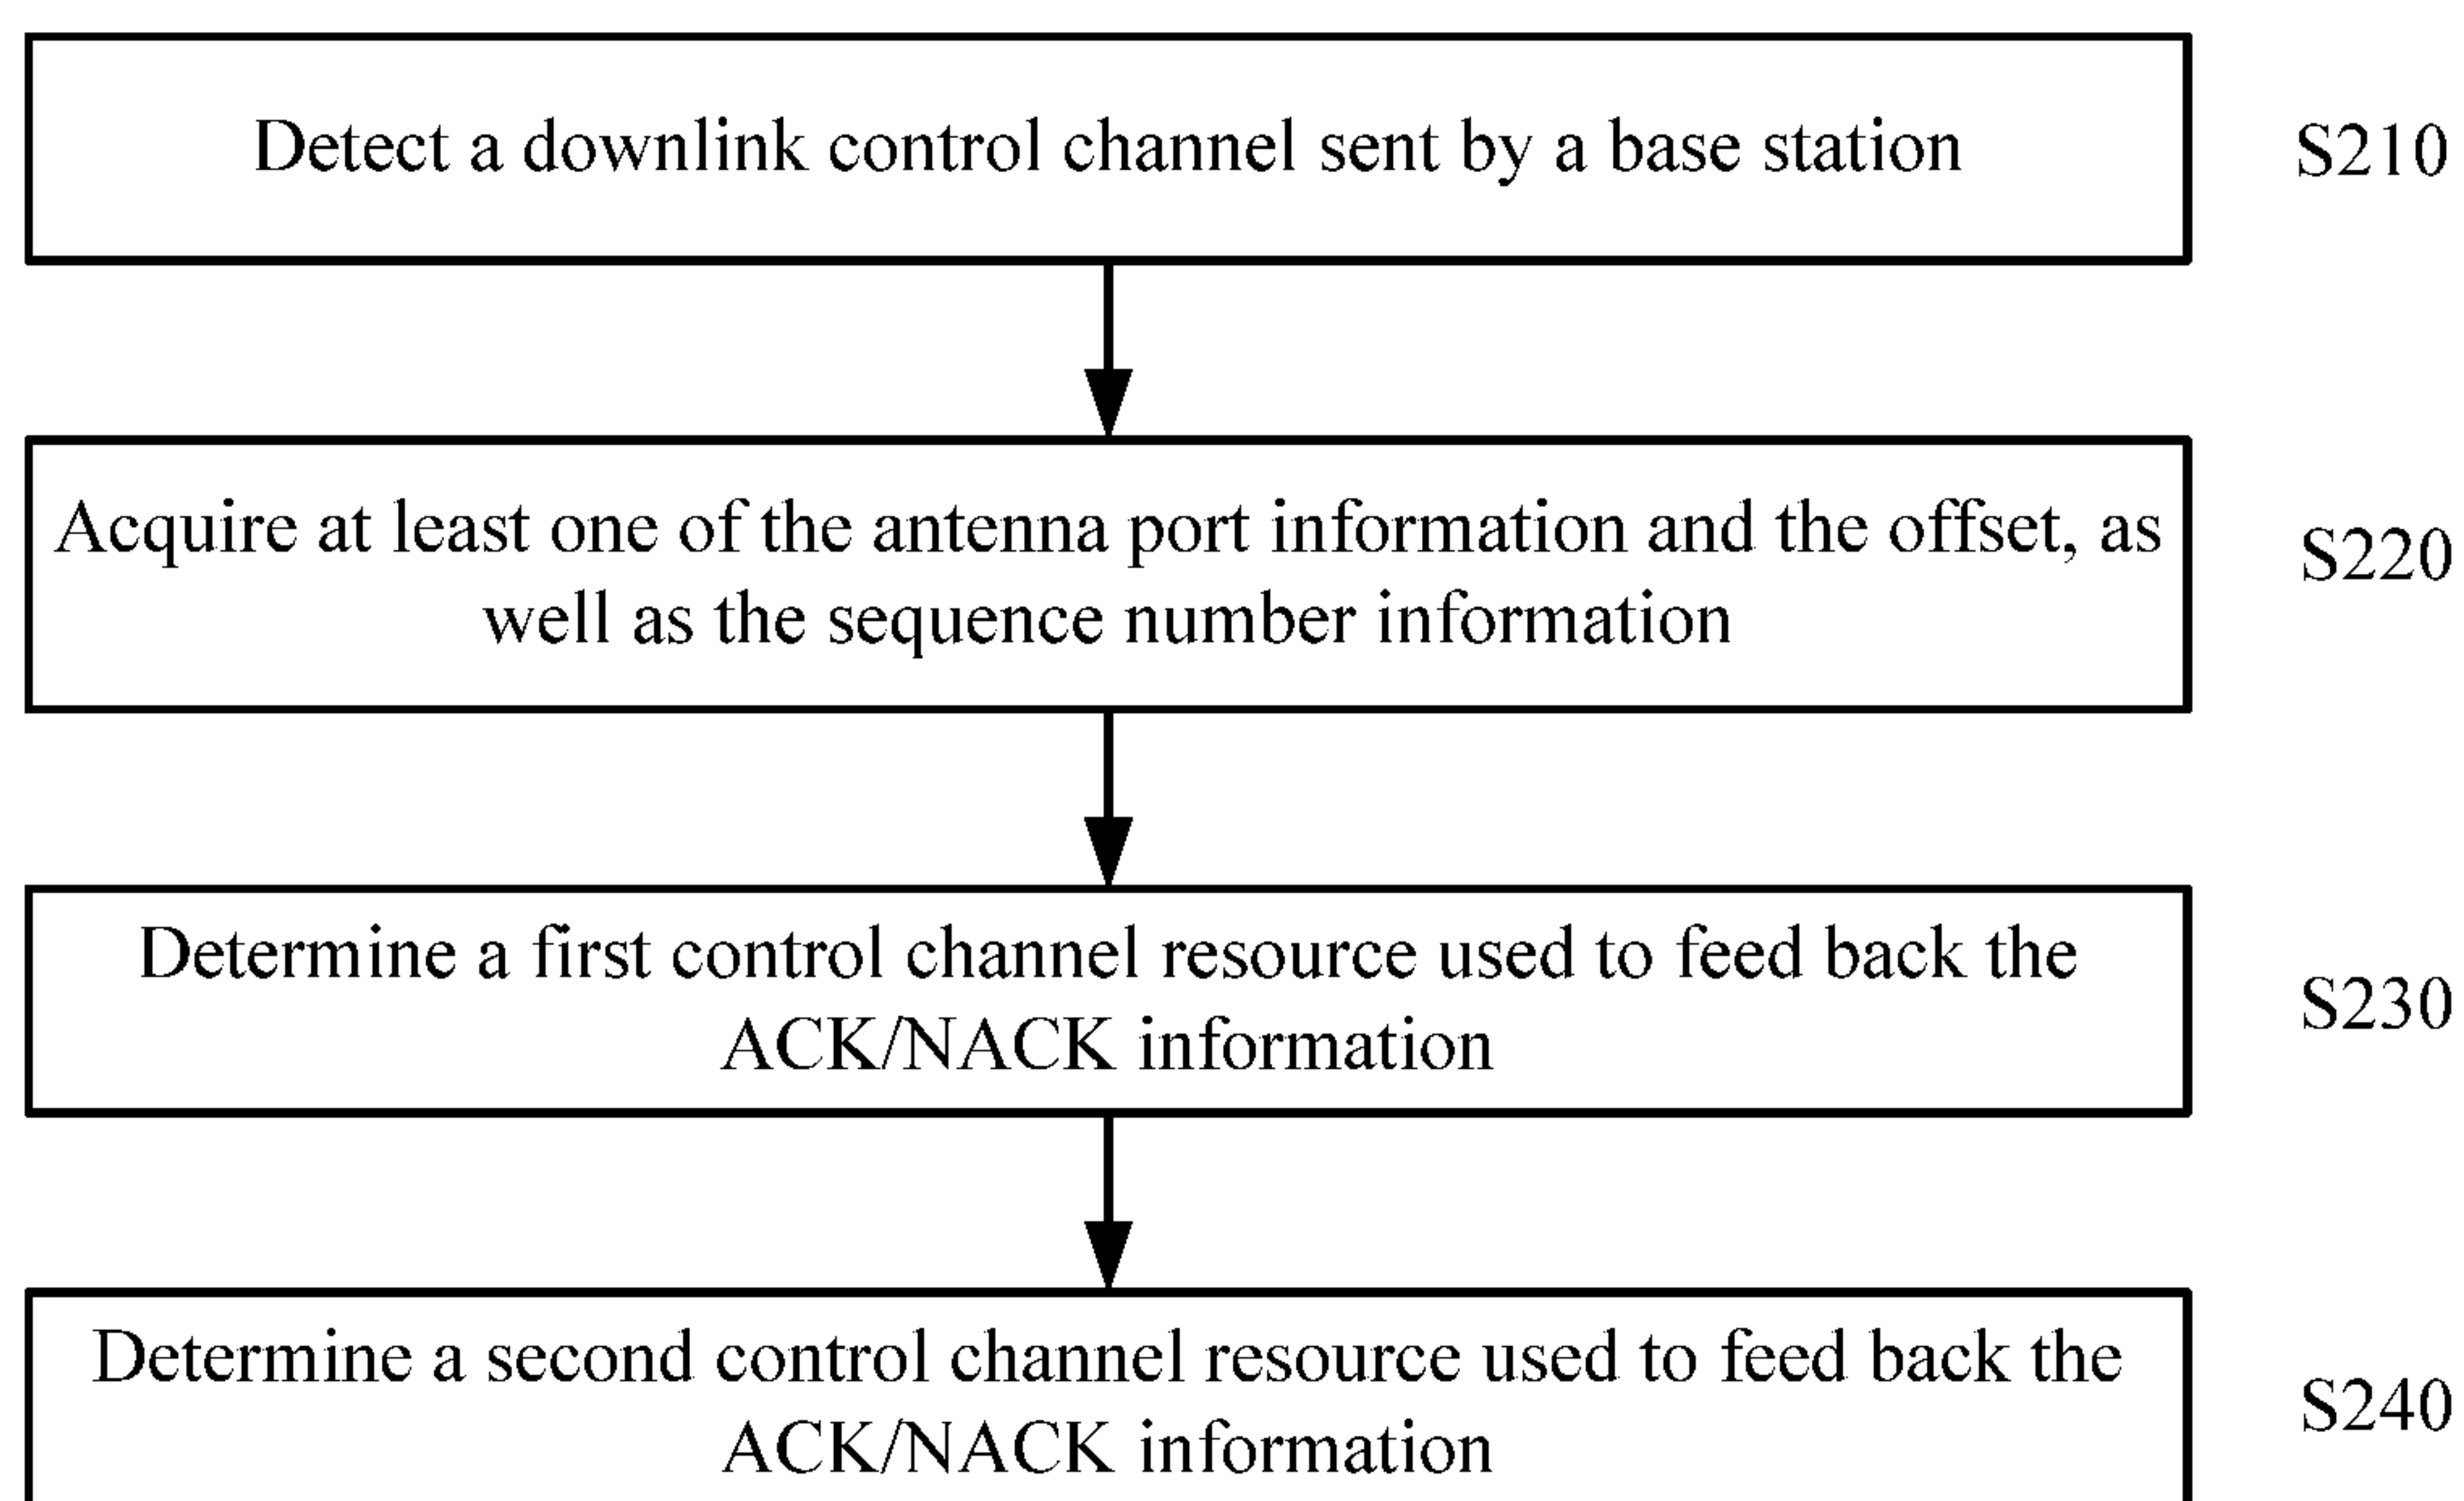 Detect a downlink control channel sent by a base station
S210
Acquire at least one of the antenna port information and the offset, as
well as the sequence number information
S220
Determine a first control channel resource used to feed back the
ACK/NACK information
S230
Determine a second control channel resource used to feed back the
ACK/NACK information
S240